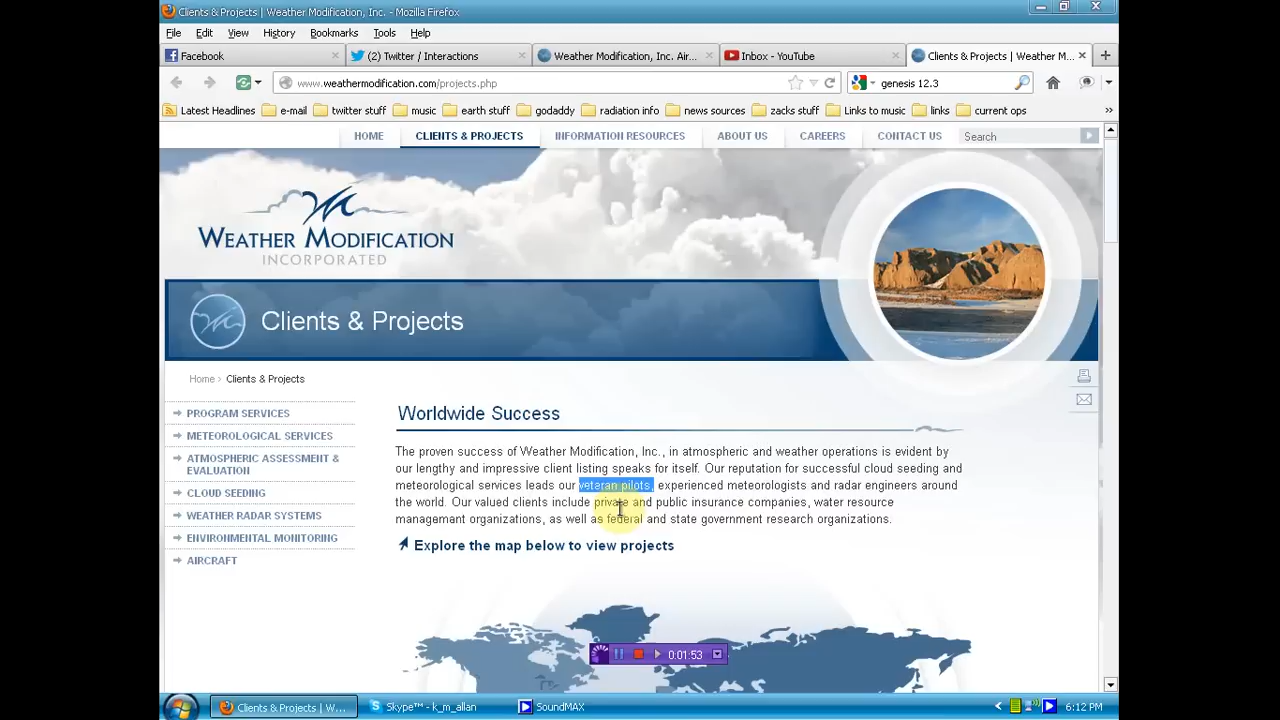 Clients & Projects | Weather Modification, Inc. - Mozilla Firefox
File Edit View History Bookmarks Tools Help
Facebook
(2) Twitter / Interactions
Weather Modification, Inc. Air...
Inbox - YouTube
Clients & Projects | Weather M...
www.weathermodification.com/projects.php
genesis 12.3
Latest Headlines e-mail twitter stuff music earth stuff godaddy radiation info news sources zacks stuff Link to music links current ops »
HOME CLIENTS & PROJECTS INFORMATION RESOURCES ABOUT US CAREERS CONTACT US Search
WEATHER MODIFICATION
INCORPORATED
Clients & Projects
Home > Clients & Projects
PROGRAM SERVICES
METEOROLOGICAL SERVICES
ATMOSPHERIC ASSESSMENT &
EVALUATION
CLOUD SEEDING
WEATHER RADAR SYSTEMS
ENVIRONMENTAL MONITORING
AIRCRAFT
Worldwide Success
The proven success of Weather Modification, Inc., in atmospheric and weather operations is evident by
our lengthy and impressive client listing speaks for itself. Our reputation for successful cloud seeding and
meteorological services leads our veteran pilots, experienced meteorologists and radar engineers around
the world. Our valued clients include private and public insurance companies, water resource
management organizations, as well as federal and state government research organizations.
Explore the map below to view projects
0:01:53
Clients & Projects | W...
Skype™ - k_m_allan
SoundMAX
6:12 PM